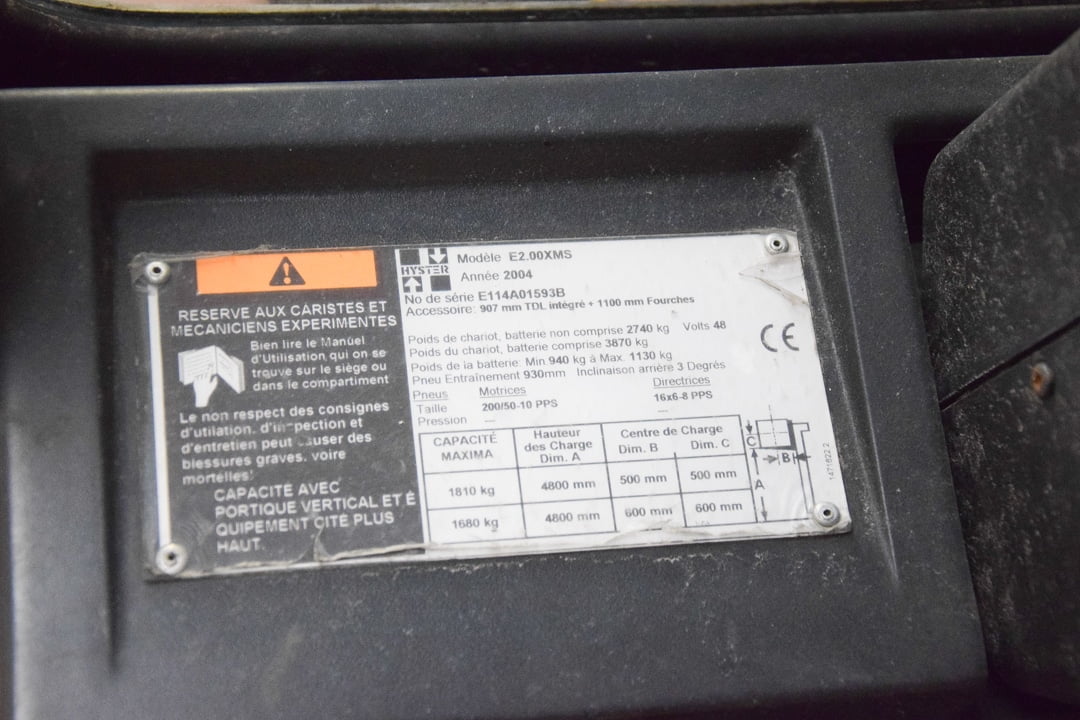 RESERVE AUX CARISTES ET
MECANICIENS EXPERIMENTES
Bien lire le Manuel
d'Utilisation, qui on se
trouve sur le siège ou
dans le compartiment
Le non respect des consignes
d'utilation, d'in-pection et
d'entretien peut causer des
blessures graves, voire
mortelles.
CAPACITE AVEC
PORTIQUE VERTICAL ET É
QUIPEMENT CITÉ PLUS
HAUT.
HYSTER
Modèle E2.00XMS
Année 2004
No de série E114A01593B
Accessoire: 907 mm TDL intégré + 1100 mm Fourches
Poids de chariot, batterie non comprise 2740 kg Volts 48
Poids du chariot, batterie comprise 3870 kg
Poids de la batterie. Min 940 kg à Max. 1130 kg
Pneu Entraînement 930mm Inclinaison arrière 3 Degrés
Pneus Motrices Directrices
Taille 200/50-10 PPS 16x6-8 PPS
Pression — —
CAPACITÉ MAXIMA Hauteur des Charge Dim. A Centre de Charge Dim. B Dim. C
1810 kg 4800 mm 500 mm 500 mm
1680 kg 4800 mm 600 mm 600 mm
CE
C
B
A
1471622 2